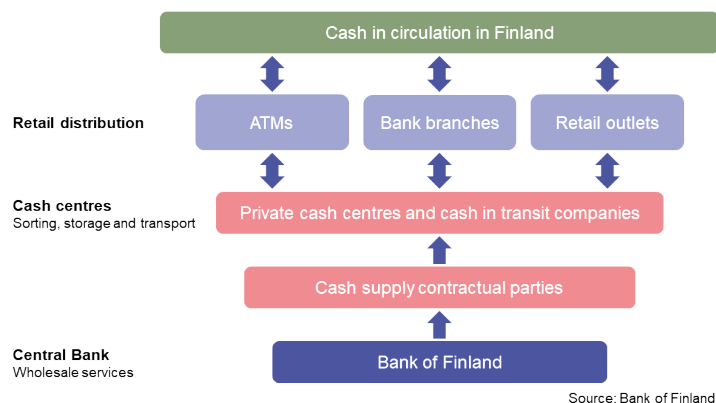 Cash in circulation in Finland
Retail distribution
ATMs
Bank branches
Retail outlets
Cash centres
Sorting, storage and transport
Private cash centres and cash in transit companies
Cash supply contractual parties
Central Bank
Wholesale services
Bank of Finland
Source: Bank of Finland